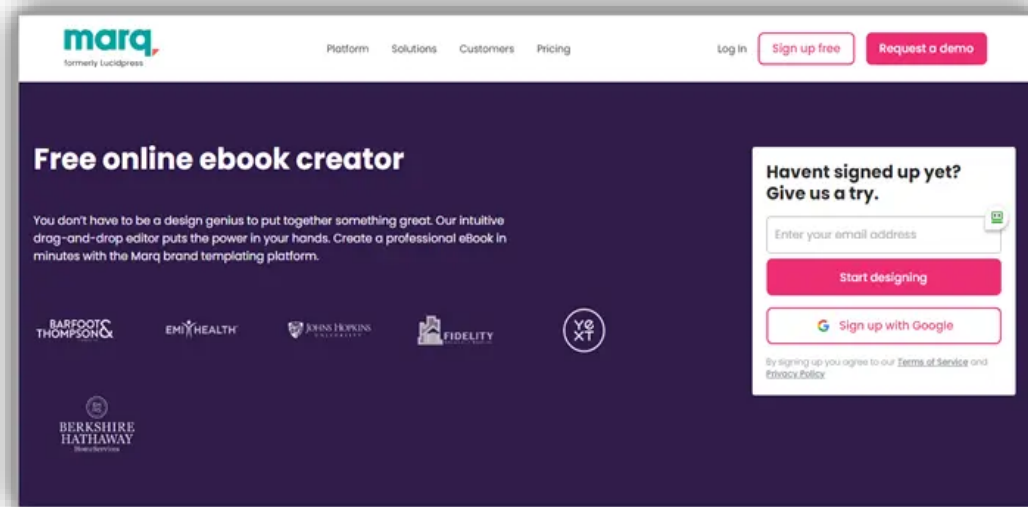 marq
formerly Lucidpress
Platform Solutions Customers Pricing
Log In Sign up free Request a demo
Free online ebook creator
You don't have to be a design genius to put together something great. Our intuitive
drag-and-drop editor puts the power in your hands. Create a professional eBook in
minutes with the Marq brand templating platform.
BARFOOT &
THOMPSON
EMI HEALTH
JOHNS HOPKINS
UNIVERSITY
FIDELITY
YEXT
BERKSHIRE
HATHAWAY
HomeServices
Havent signed up yet?
Give us a try.
Enter your email address
Start designing
Sign up with Google
By signing up you agree to our Terms of Service and
Privacy Policy